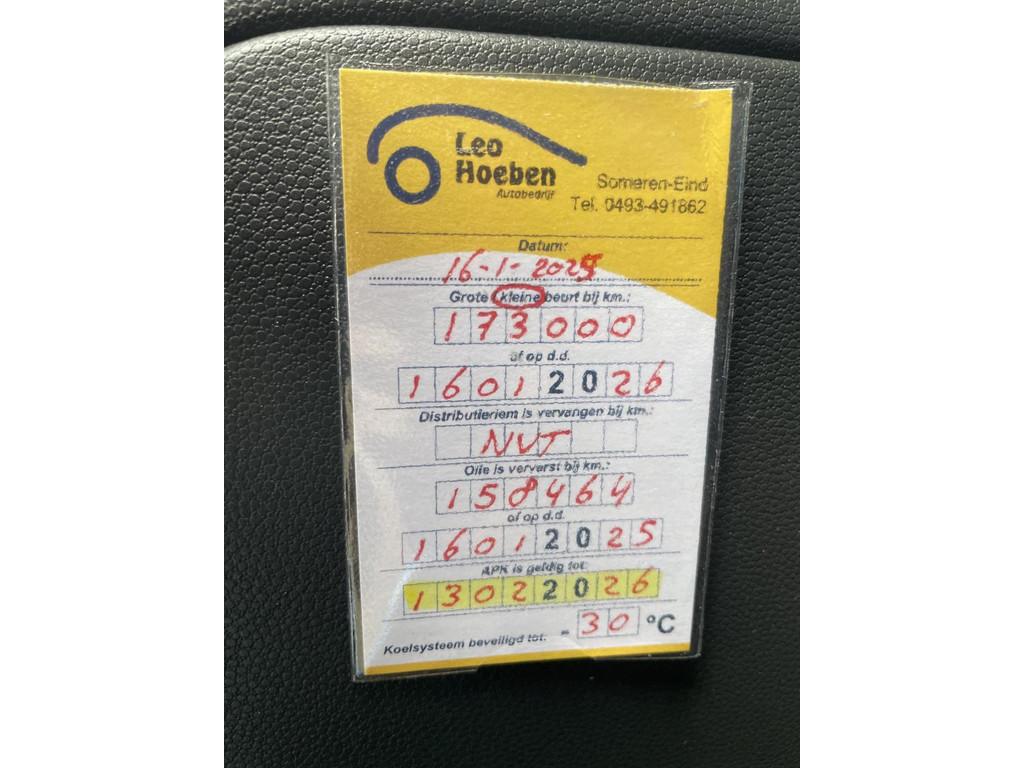 Leo
Hoeben
Autobedrijf
Someren-Eind
Tel. 0493-491862
Datum:
16-1-2025
Grote kleine beurt bij km.:
173000
of op d.d.
16012026
Distributieriem is vervangen bij km.:
NVT
Olie is ververst bij km.:
158464
of op d.d.
16012025
APK is geldig tot:
13022026
Koelsysteem beveiligd tot: - 30 °C